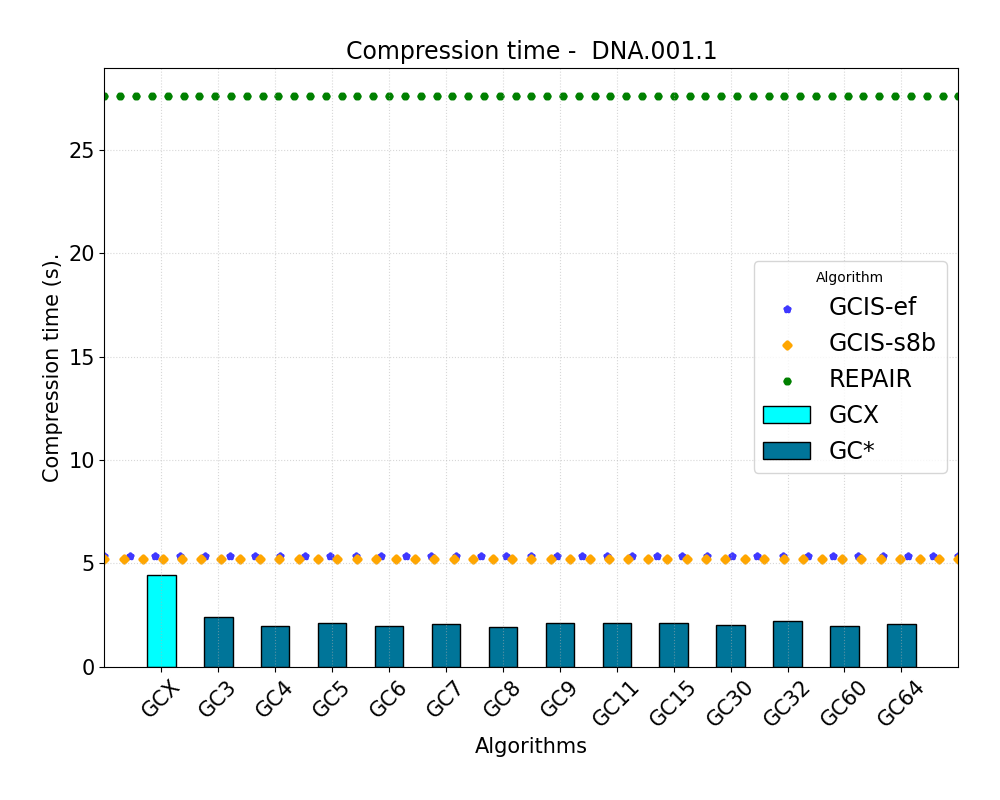 Compression time -  DNA.001.1
Compression time (s).
25
20
15
10
5
0
Algorithm
GCIS-ef
GCIS-s8b
REPAIR
GCX
GC*
GCX
GC3
GC4
GC5
GC6
GC7
GC8
GC9
GC11
GC15
GC30
GC32
GC60
GC64
Algorithms